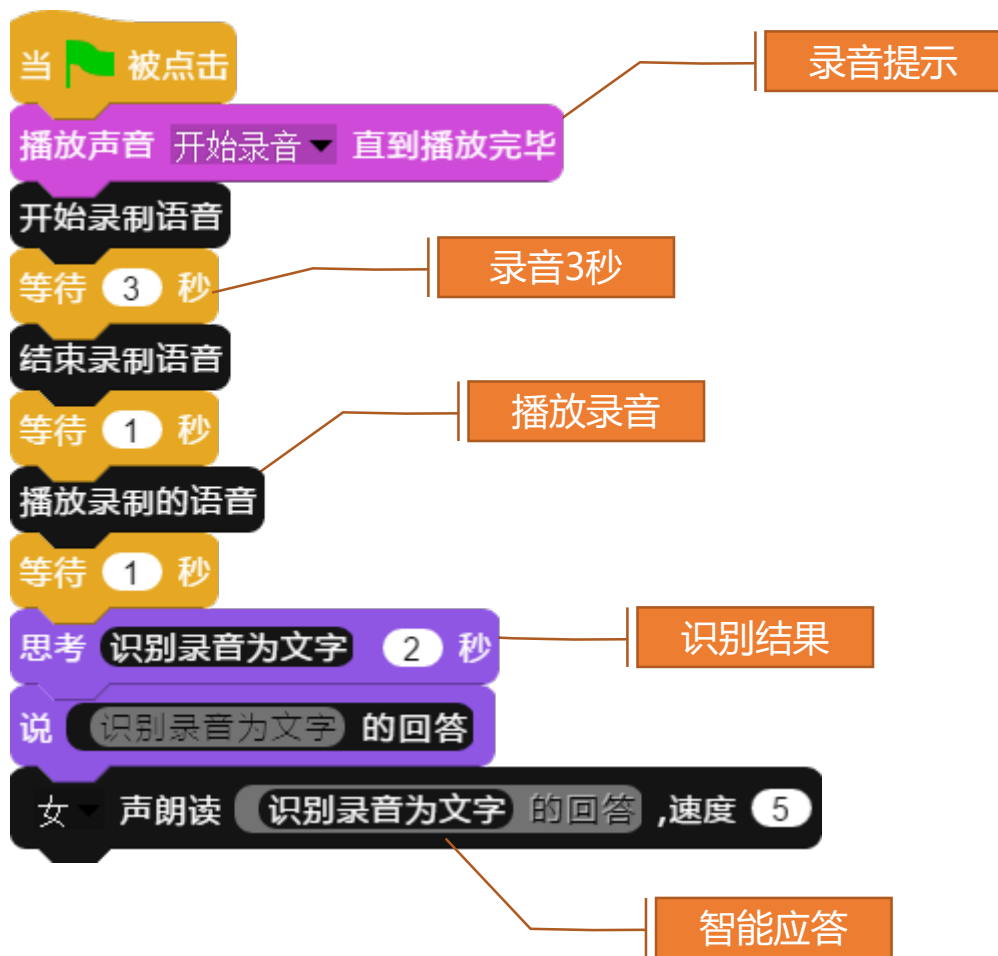 当 被点击
录音提示
播放声音 开始录音 直到播放完毕
开始录制语音
录音3秒
等待 3 秒
结束录制语音
播放录音
等待 1 秒
播放录制的语音
等待 1 秒
识别结果
思考 识别录音为文字 2 秒
说 识别录音为文字 的回答
女 声朗读 识别录音为文字 的回答 ,速度 5
智能应答